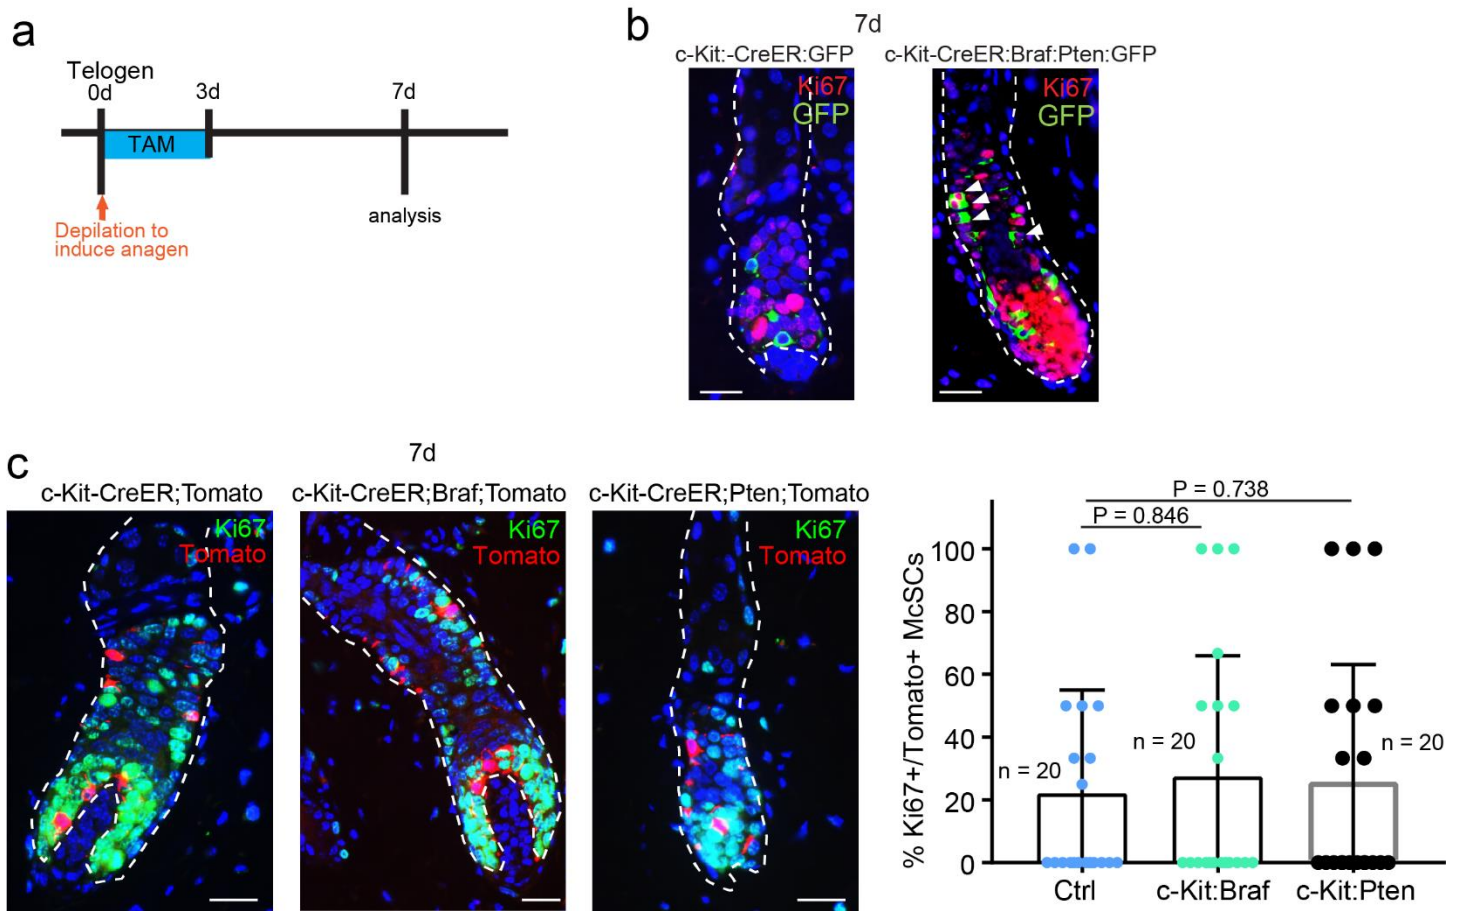 a
Telogen
0d
3d
7d
TAM
Depilation to
induce anagen
analysis
b
7d
c-Kit:-CreER:GFP
c-Kit-CreER:Braf:Pten:GFP
Ki67
GFP
Ki67
GFP
c
7d
c-Kit-CreER;Tomato
c-Kit-CreER;Braf;Tomato
c-Kit-CreER;Pten;Tomato
Ki67
Tomato
Ki67
Tomato
Ki67
Tomato
P = 0.738
P = 0.846
% Ki67+/Tomato+ McSCs
100
80
60
40
20
0
n = 20
n = 20
n = 20
Ctrl
c-Kit:Braf
c-Kit:Pten